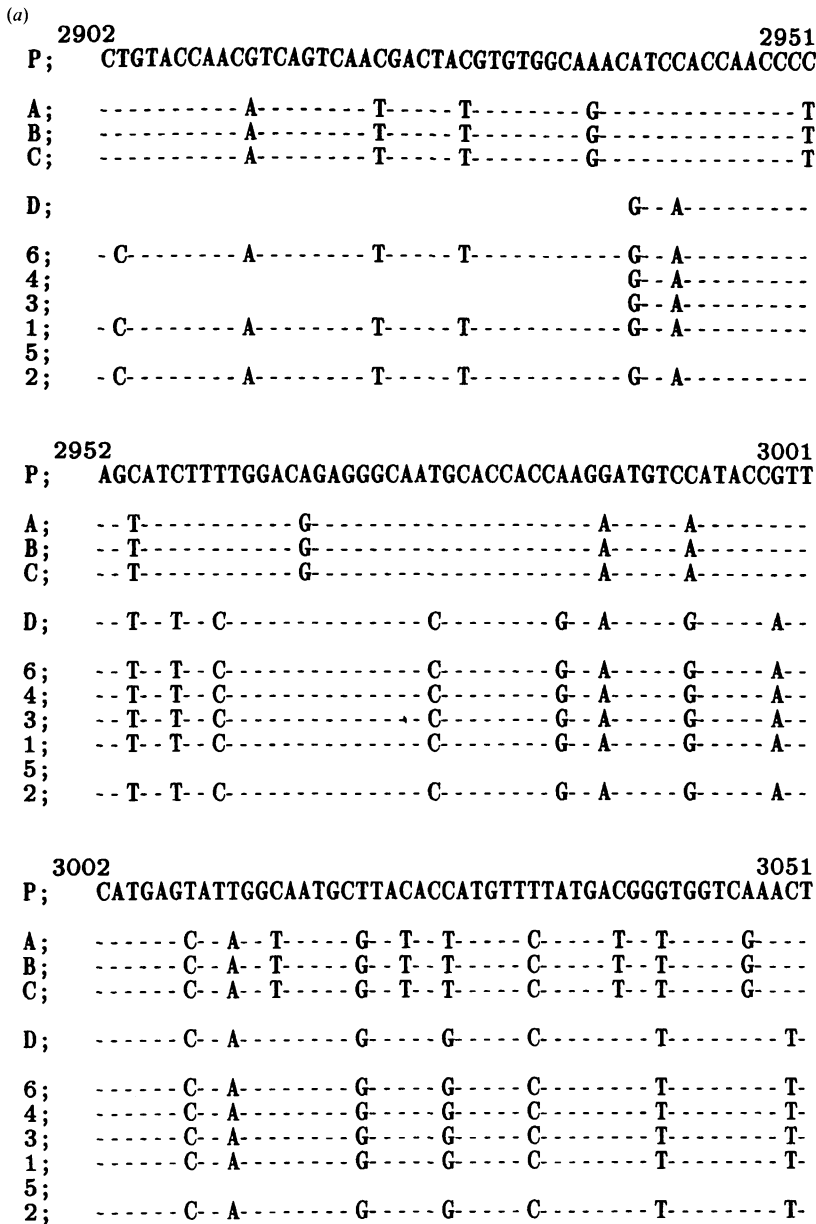 (a)
2902 2951
P; CTGTACCAACGTCAGTCAACGACTACGTGTGGCAAACATCCACCAACCCC
A; ----------A--------T-----T--------G--------------T
B; ----------A--------T-----T--------G--------------T
C; ----------A--------T-----T--------G--------------T
D; G--A---------
6; -C--------A--------T-----T-----------G--A---------
4; G--A---------
3; G--A---------
1; -C--------A--------T-----T-----------G--A---------
5;
2; -C--------A--------T-----T-----------G--A---------
2952 3001
P; AGCATCTTTTGGACAGAGGGCAATGCACCACCAAGGATGTCCATACCGTT
A; --T-----------G--------------------A-----A--------
B; --T-----------G--------------------A-----A--------
C; --T-----------G--------------------A-----A--------
D; --T--T--C--------------C--------G--A-----G-----A--
6; --T--T--C--------------C--------G--A-----G-----A--
4; --T--T--C--------------C--------G--A-----G-----A--
3; --T--T--C--------------C--------G--A-----G-----A--
1; --T--T--C--------------C--------G--A-----G-----A--
5;
2; --T--T--C--------------C--------G--A-----G-----A--
3002 3051
P; CATGAGTATTGGCAATGCTTACACCATGTTTTATGACGGGTGGTCAAACT
A; ------C--A--T-----G--T--T-----C-----T--T-----G----
B; ------C--A--T-----G--T--T-----C-----T--T-----G----
C; ------C--A--T-----G--T--T-----C-----T--T-----G----
D; ------C--A--------G-----G-----C--------T--------T-
6; ------C--A--------G-----G-----C--------T--------T-
4; ------C--A--------G-----G-----C--------T--------T-
3; ------C--A--------G-----G-----C--------T--------T-
1; ------C--A--------G-----G-----C--------T--------T-
5;
2; ------C--A--------G-----G-----C--------T--------T-